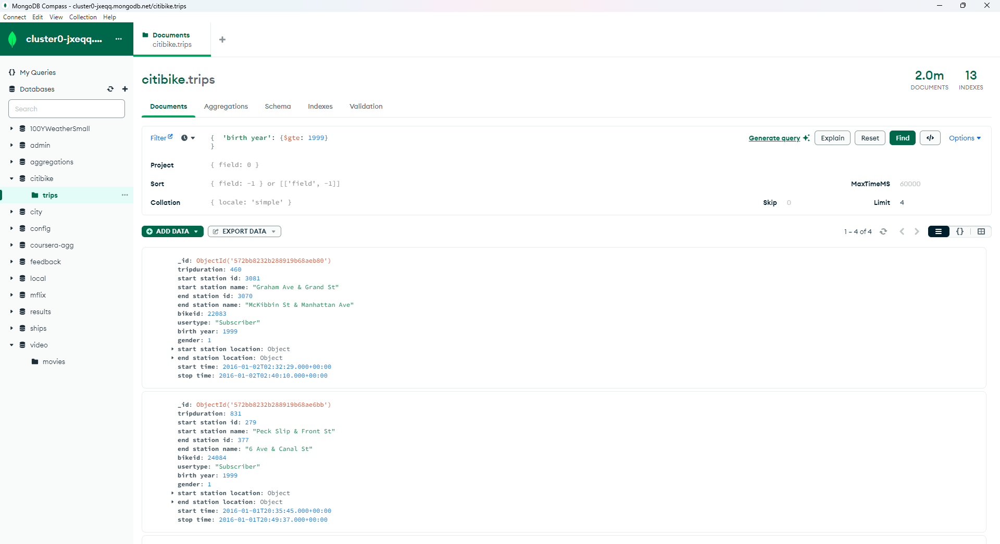 MongoDB Compass - cluster0-jxeqq.mongodb.net/citibike.trips
Connect Edit View Collection Help
cluster0-jxeqq.... ...
Documents
citibike.trips
+
{} My Queries
Databases
Search
100YWeatherSmall
admin
aggregations
citibike
trips ...
city
config
coursera-agg
feedback
local
mflix
results
ships
video
movies
citibike.trips
2.0m DOCUMENTS
13 INDEXES
Documents Aggregations Schema Indexes Validation
Filter { 'birth year': {$gte: 1999}
}
Generate query Explain Reset Find </> Options
Project { field: 0 }
Sort { field: -1 } or [['field', -1]]
MaxTimeMS 60000
Collation { locale: 'simple' }
Skip 0 Limit 4
ADD DATA EXPORT DATA
1 – 4 of 4 {}
_id: ObjectId('572bb8232b288919b68aeb80')
tripduration: 460
start station id: 3081
start station name: "Graham Ave & Grand St"
end station id: 3070
end station name: "McKibbin St & Manhattan Ave"
bikeid: 22083
usertype: "Subscriber"
birth year: 1999
gender: 1
start station location: Object
end station location: Object
start time: 2016-01-02T02:32:29.000+00:00
stop time: 2016-01-02T02:40:10.000+00:00
_id: ObjectId('572bb8232b288919b68ae6bb')
tripduration: 831
start station id: 279
start station name: "Peck Slip & Front St"
end station id: 377
end station name: "6 Ave & Canal St"
bikeid: 24084
usertype: "Subscriber"
birth year: 1999
gender: 1
start station location: Object
end station location: Object
start time: 2016-01-01T20:35:45.000+00:00
stop time: 2016-01-01T20:49:37.000+00:00